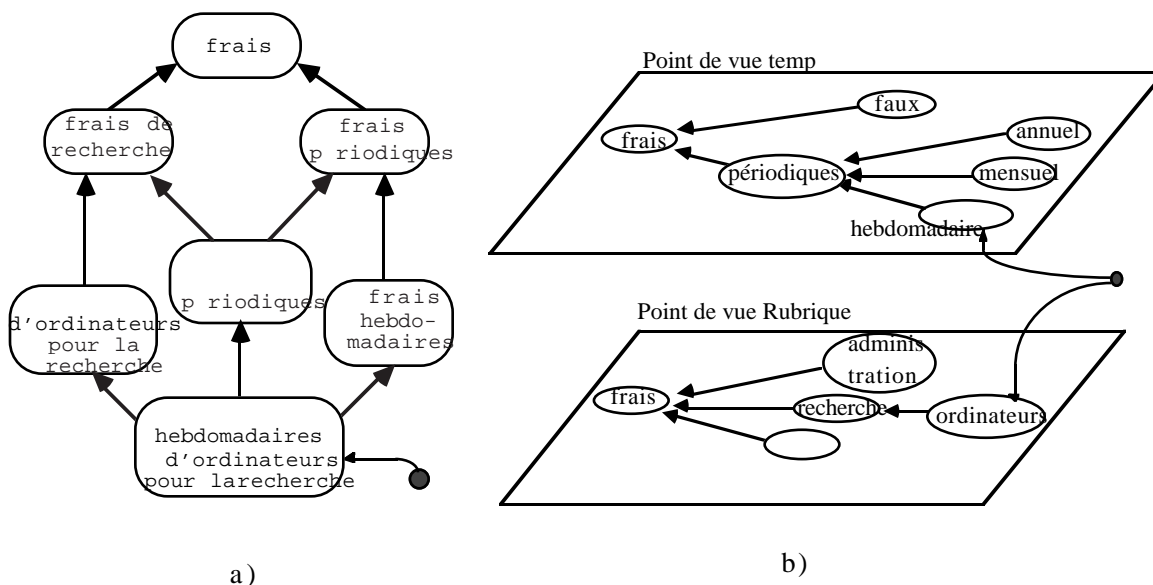 frais
frais de
recherche
frais
p riodiques
p riodiques
d'ordinateurs
pour la
recherche
frais
hebdo-
madaires
hebdomadaires
d'ordinateurs
pour larecherche
a)
Point de vue temp
faux
frais
annuel
périodiques
mensuel
hebdomadaire
Point de vue Rubrique
adminis
tration
frais
recherche
ordinateurs
b)